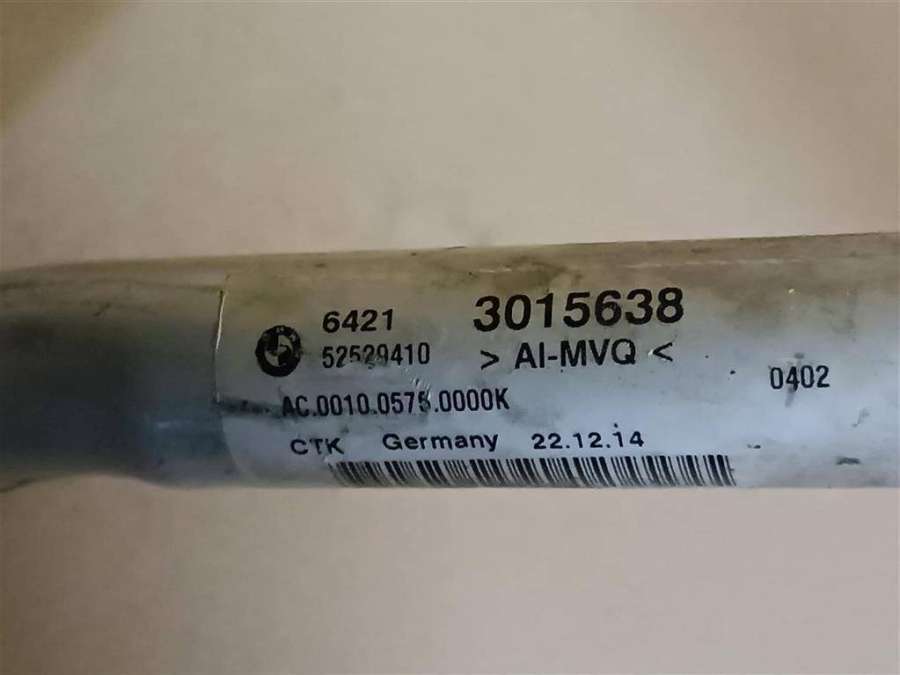 6421 3015638
52529410 > Al-MVQ <
0402
AC.0010.0575.0000K
CTK Germany 22.12.14